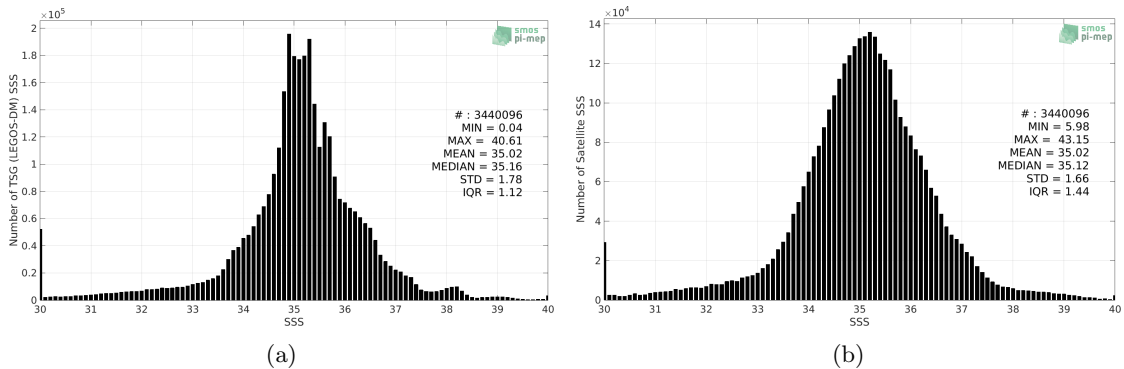 ×10⁵
smos
pi-mep
2
1.8
1.6
1.4
1.2
1
0.8
0.6
0.4
0.2
0
Number of TSG (LEGOS-DM) SSS
# : 3440096
MIN = 0.04
MAX = 40.61
MEAN = 35.02
MEDIAN = 35.16
STD = 1.78
IQR = 1.12
30 31 32 33 34 35 36 37 38 39 40
SSS
(a)
×10⁴
smos
pi-mep
14
12
10
8
6
4
2
0
Number of Satellite SSS
# : 3440096
MIN = 5.98
MAX = 43.15
MEAN = 35.02
MEDIAN = 35.12
STD = 1.66
IQR = 1.44
30 31 32 33 34 35 36 37 38 39 40
SSS
(b)